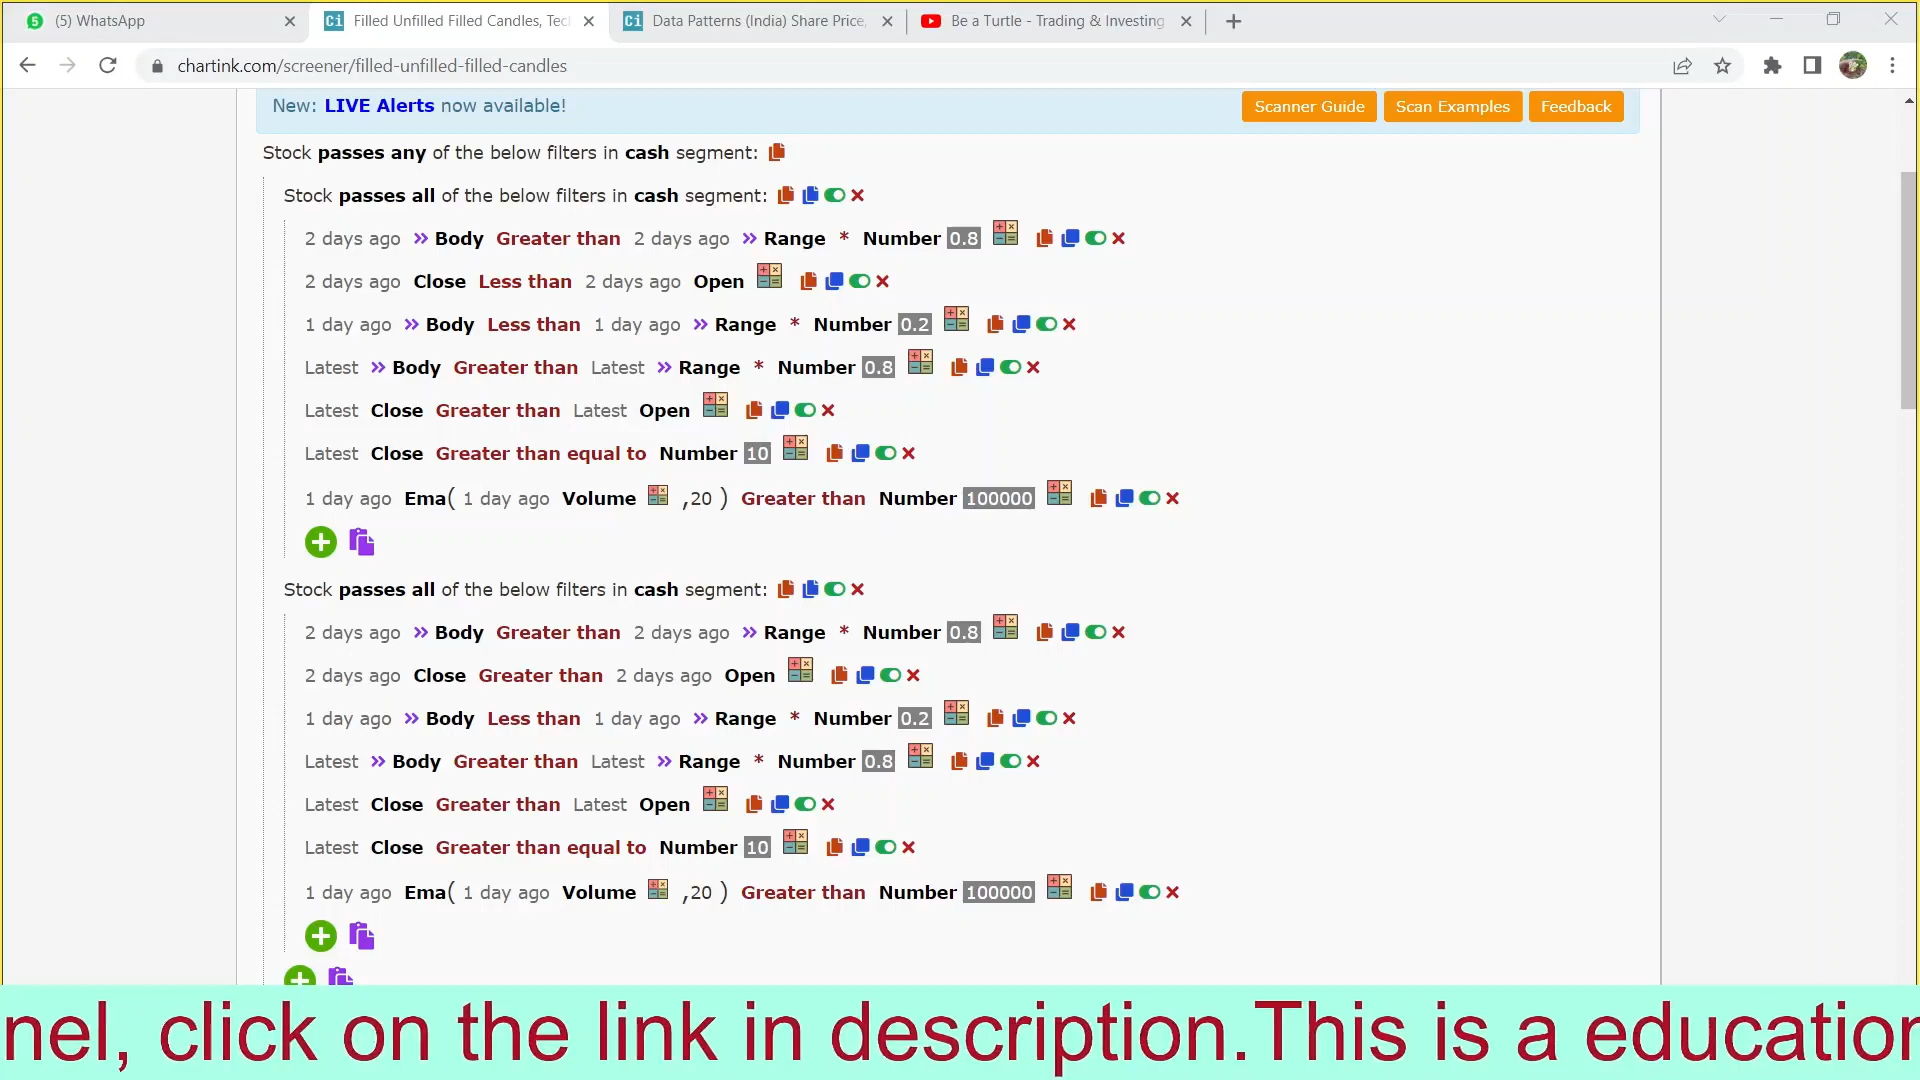 5 (5) WhatsApp
Ci Filled Unfilled Filled Candles, Tec
Ci Data Patterns (India) Share Price,
Be a Turtle - Trading & Investing
chartink.com/screener/filled-unfilled-filled-candles
New: LIVE Alerts now available!
Scanner Guide
Scan Examples
Feedback
Stock passes any of the below filters in cash segment:
Stock passes all of the below filters in cash segment:
2 days ago » Body Greater than 2 days ago » Range * Number 0.8
2 days ago Close Less than 2 days ago Open
1 day ago » Body Less than 1 day ago » Range * Number 0.2
Latest » Body Greater than Latest » Range * Number 0.8
Latest Close Greater than Latest Open
Latest Close Greater than equal to Number 10
1 day ago Ema( 1 day ago Volume ,20 ) Greater than Number 100000
Stock passes all of the below filters in cash segment:
2 days ago » Body Greater than 2 days ago » Range * Number 0.8
2 days ago Close Greater than 2 days ago Open
1 day ago » Body Less than 1 day ago » Range * Number 0.2
Latest » Body Greater than Latest » Range * Number 0.8
Latest Close Greater than Latest Open
Latest Close Greater than equal to Number 10
1 day ago Ema( 1 day ago Volume ,20 ) Greater than Number 100000
nel, click on the link in description.This is a education